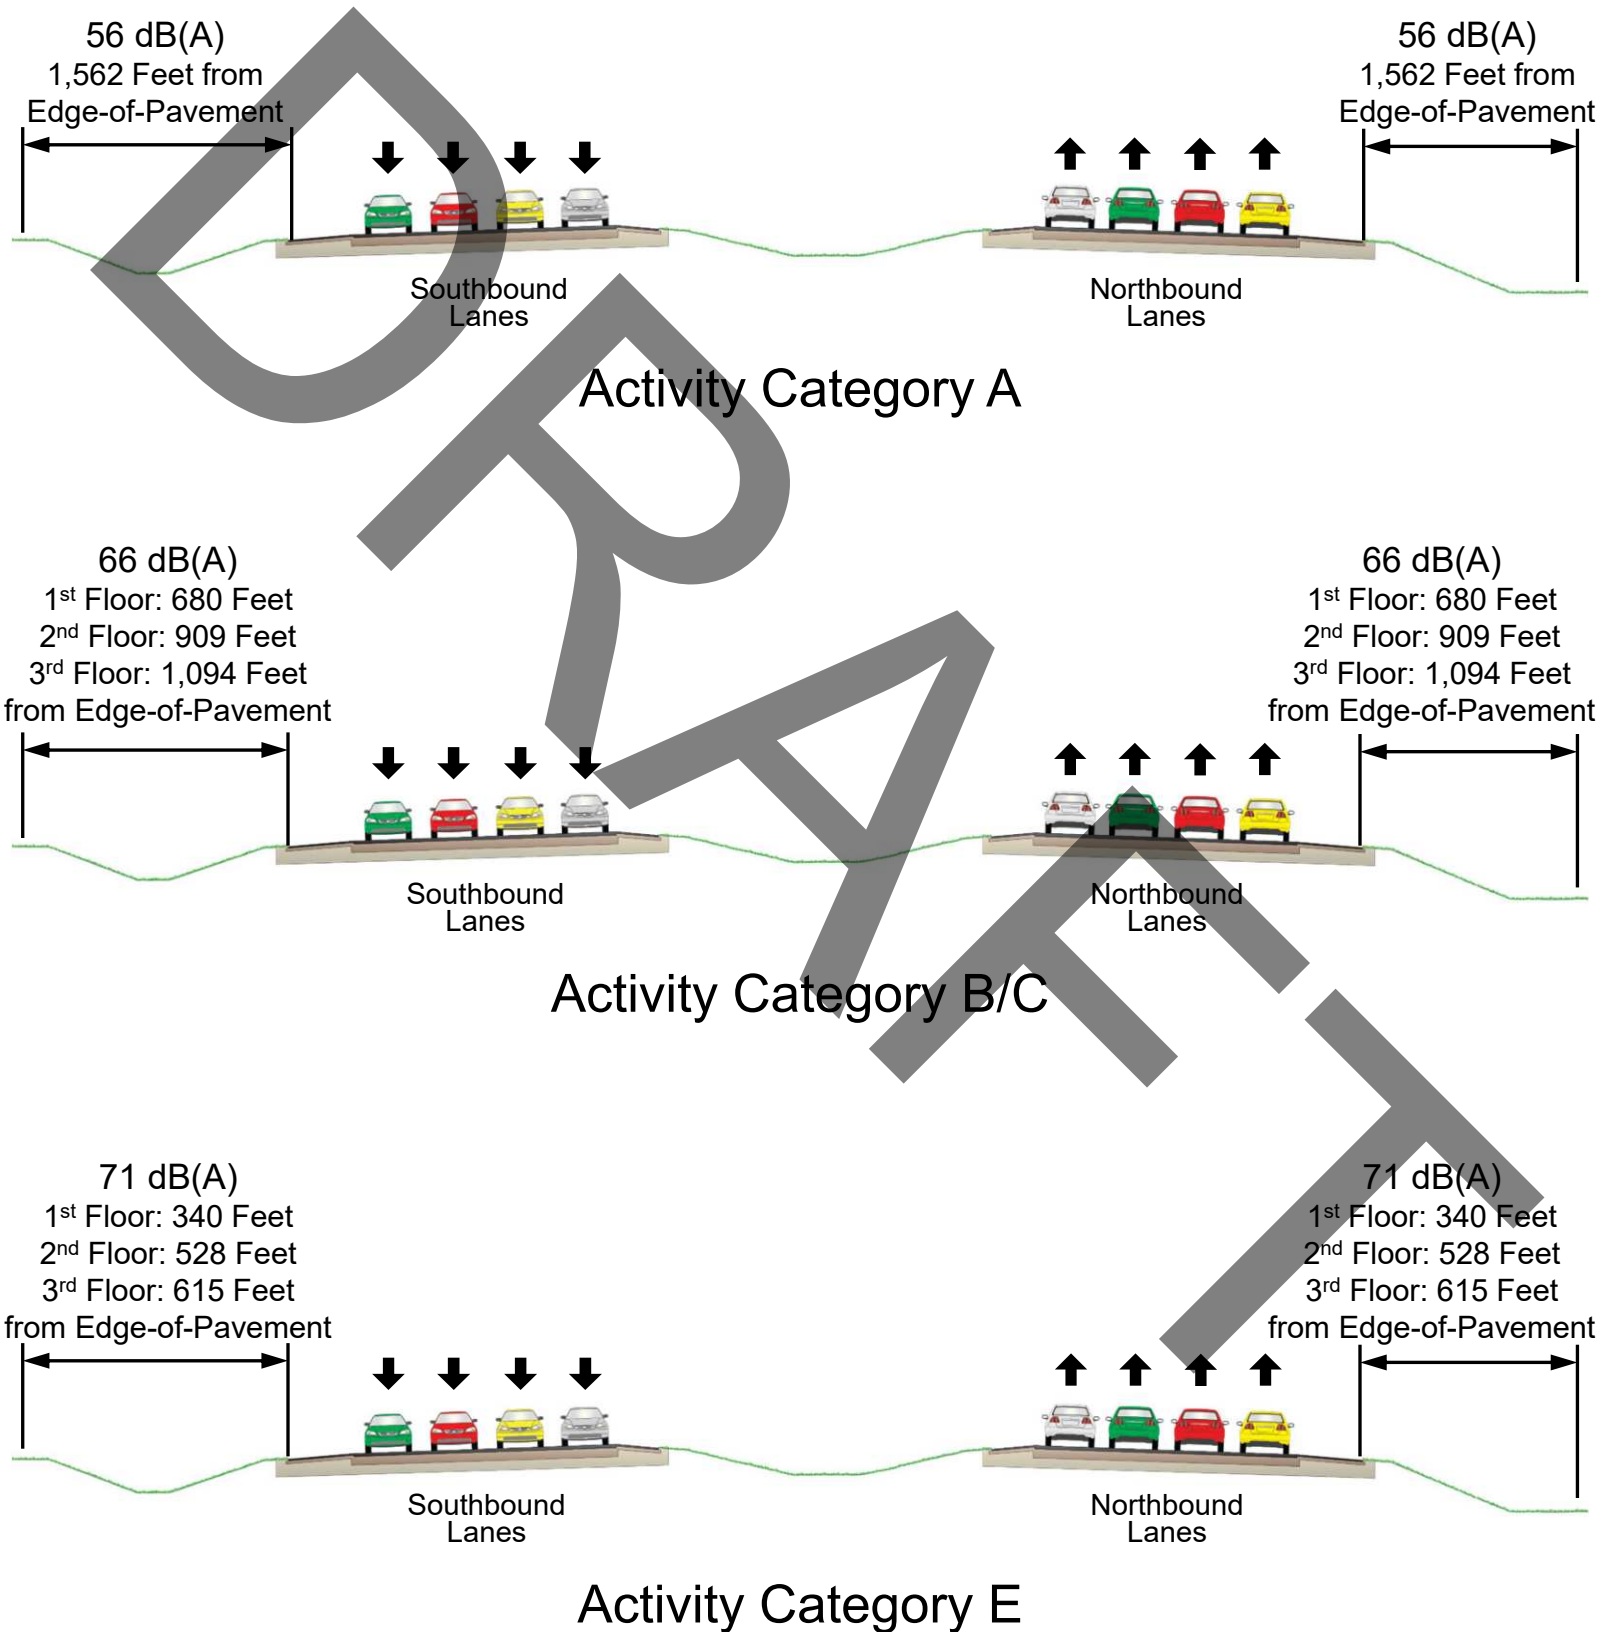 56 dB(A)
1,562 Feet from
Edge-of-Pavement
56 dB(A)
1,562 Feet from
Edge-of-Pavement
Southbound
Lanes
Northbound
Lanes
Activity Category A
66 dB(A)
1st Floor: 680 Feet
2nd Floor: 909 Feet
3rd Floor: 1,094 Feet
from Edge-of-Pavement
66 dB(A)
1st Floor: 680 Feet
2nd Floor: 909 Feet
3rd Floor: 1,094 Feet
from Edge-of-Pavement
Southbound
Lanes
Northbound
Lanes
Activity Category B/C
71 dB(A)
1st Floor: 340 Feet
2nd Floor: 528 Feet
3rd Floor: 615 Feet
from Edge-of-Pavement
71 dB(A)
1st Floor: 340 Feet
2nd Floor: 528 Feet
3rd Floor: 615 Feet
from Edge-of-Pavement
Southbound
Lanes
Northbound
Lanes
Activity Category E
DRAFT